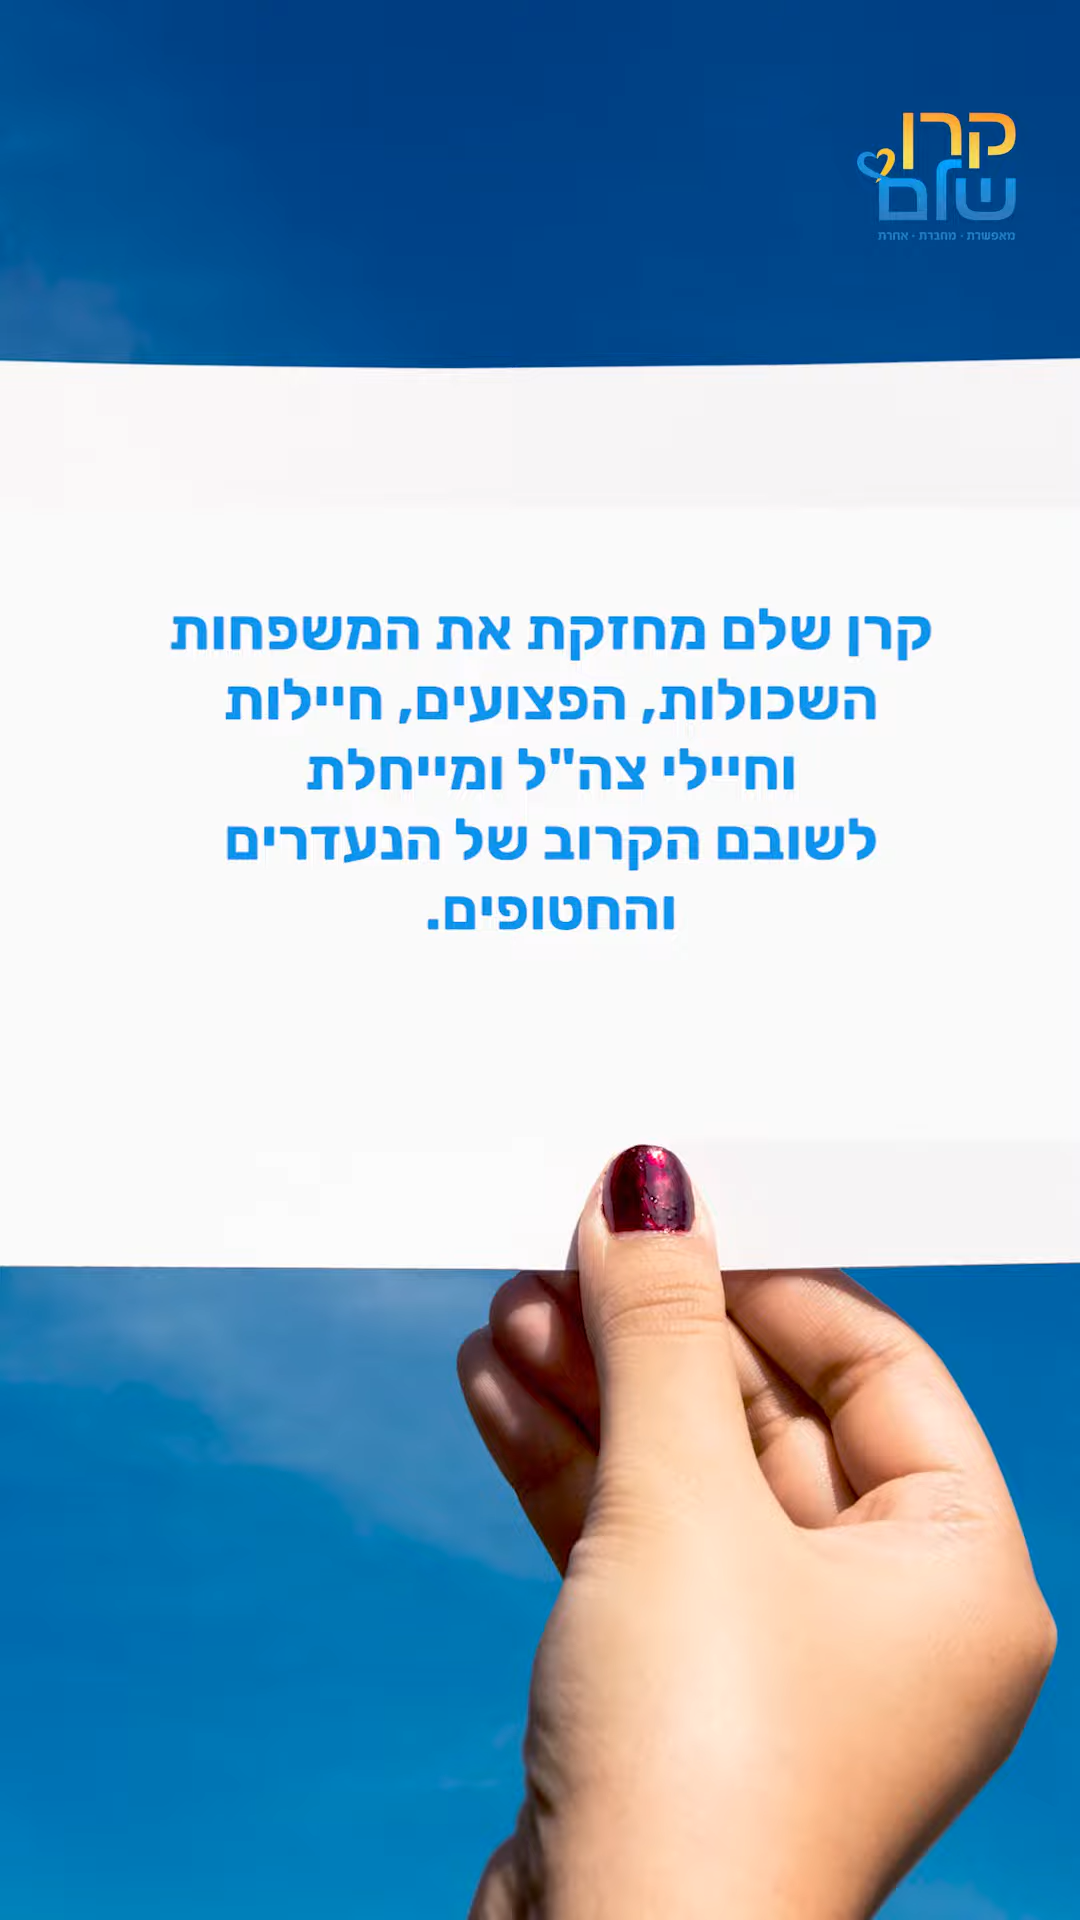 קרן
שלם
מאפשרת · מחברת · אחרת
קרן שלם מחזקת את המשפחות
השכולות, הפצועים, חיילות
וחיילי צה"ל ומייחלת
לשובם הקרוב של הנעדרים
והחטופים.